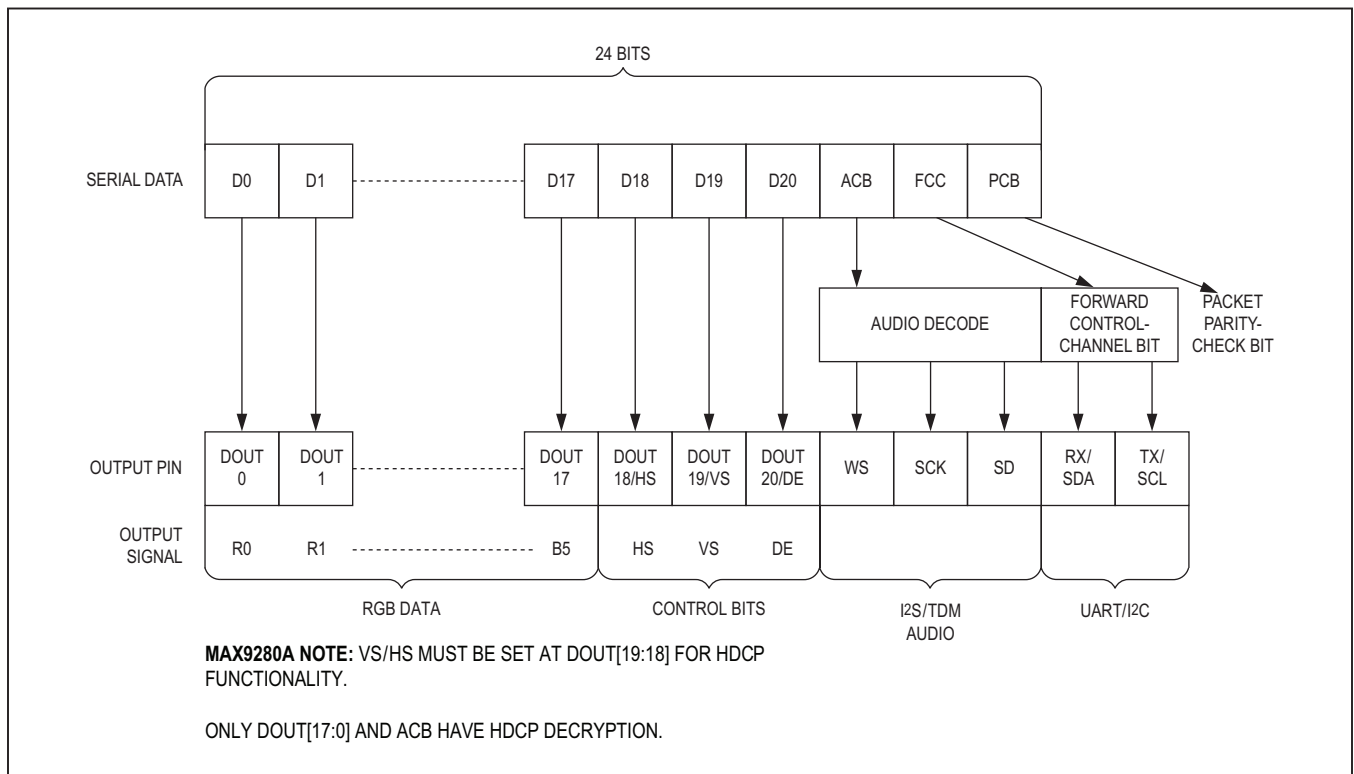 24 BITS
SERIAL DATA D0 D1 D17 D18 D19 D20 ACB FCC PCB
AUDIO DECODE
FORWARD
CONTROL-
CHANNEL BIT
PACKET
PARITY-
CHECK BIT
OUTPUT PIN
DOUT
0
DOUT
1
DOUT
17
DOUT
18/HS
DOUT
19/VS
DOUT
20/DE
WS
SCK
SD
RX/
SDA
TX/
SCL
OUTPUT
SIGNAL
R0 R1 B5 HS VS DE
RGB DATA
CONTROL BITS
I2S/TDM
AUDIO
UART/I2C
MAX9280A NOTE: VS/HS MUST BE SET AT DOUT[19:18] FOR HDCP
FUNCTIONALITY.
ONLY DOUT[17:0] AND ACB HAVE HDCP DECRYPTION.